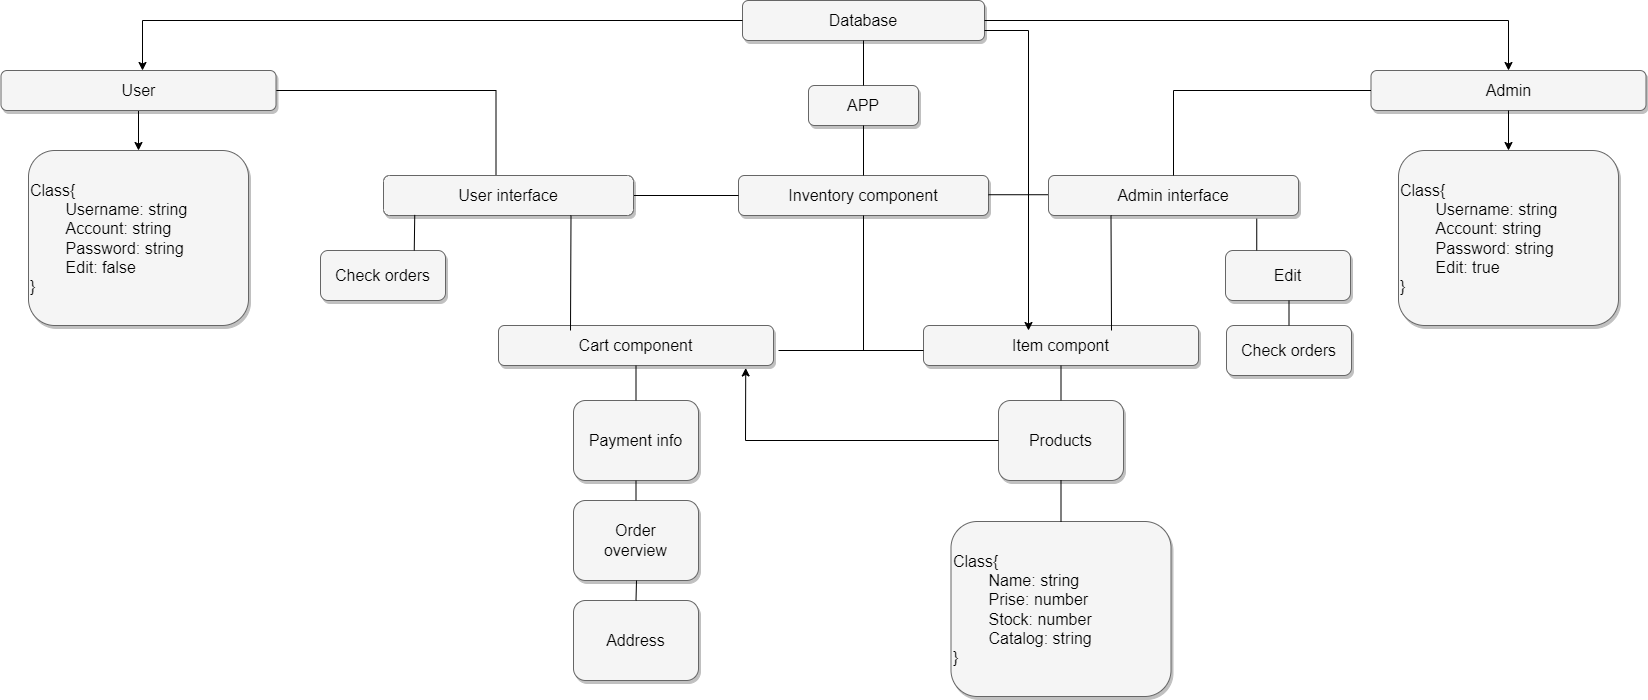 Database
User
APP
Admin
Class{
Username: string
Account: string
Password: string
Edit: false
}
User interface
Inventory component
Admin interface
Class{
Username: string
Account: string
Password: string
Edit: true
}
Check orders
Edit
Cart component
Item compont
Check orders
Payment info
Products
Order
overview
Class{
Name: string
Prise: number
Stock: number
Catalog: string
}
Address